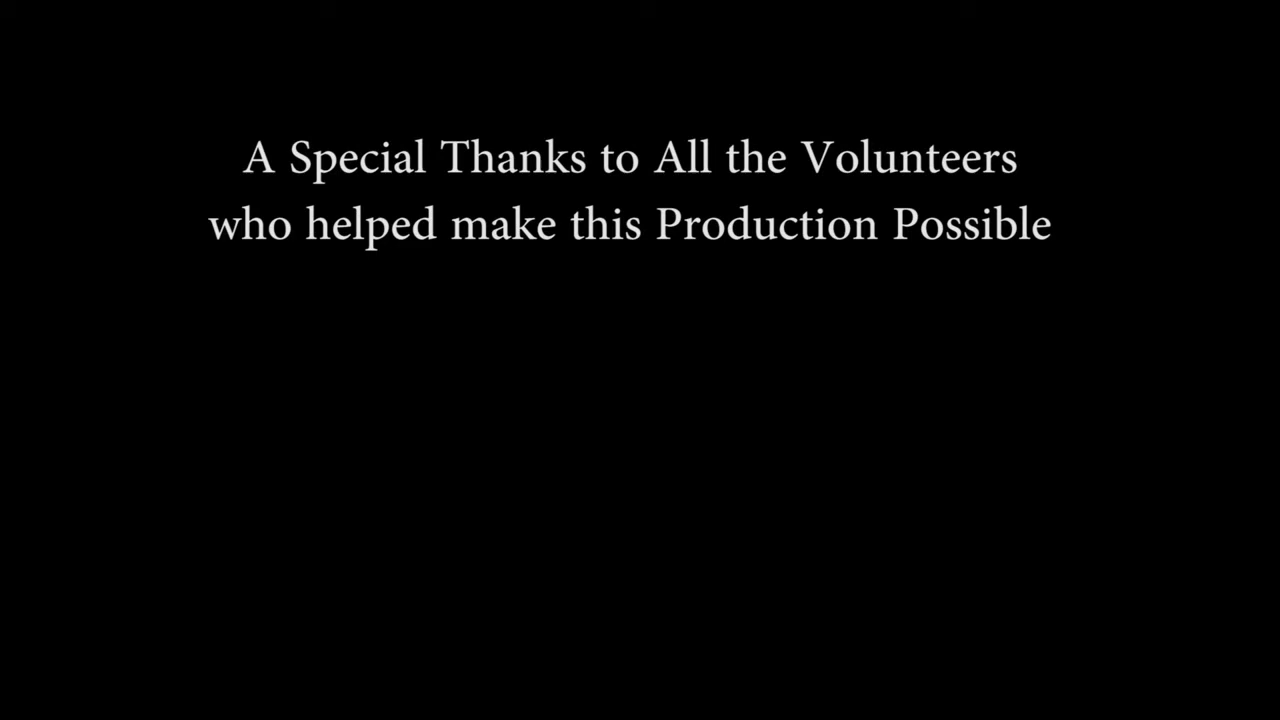 A Special Thanks to All the Volunteers
who helped make this Production Possible